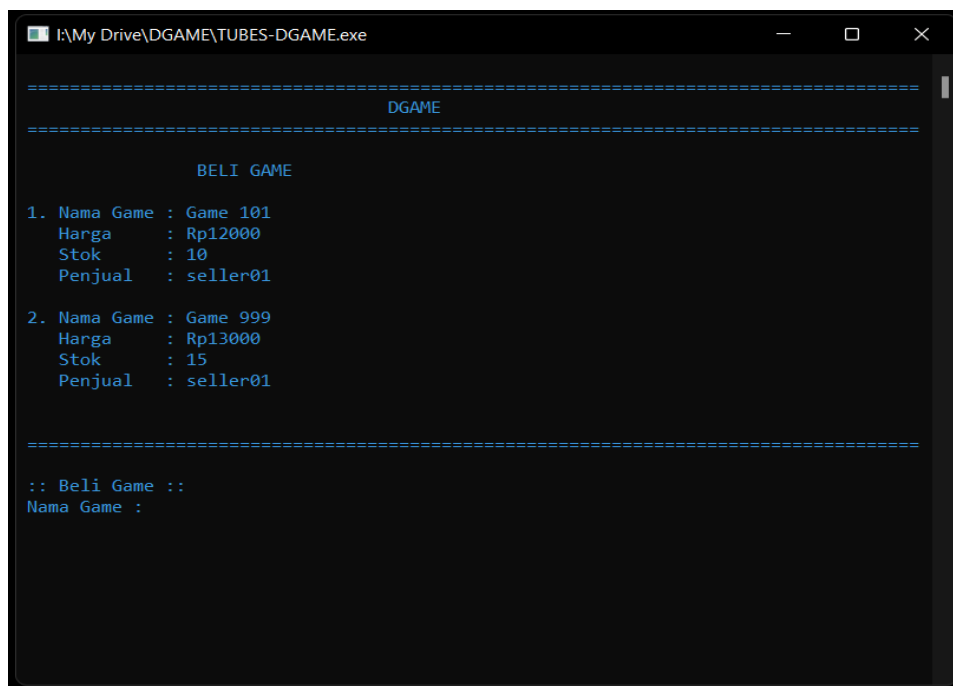 I:\My Drive\DGAME\TUBES-DGAME.exe
=====================================================================================
DGAME
=====================================================================================
BELI GAME
1. Nama Game : Game 101
Harga : Rp12000
Stok : 10
Penjual : seller01
2. Nama Game : Game 999
Harga : Rp13000
Stok : 15
Penjual : seller01
=====================================================================================
:: Beli Game ::
Nama Game :